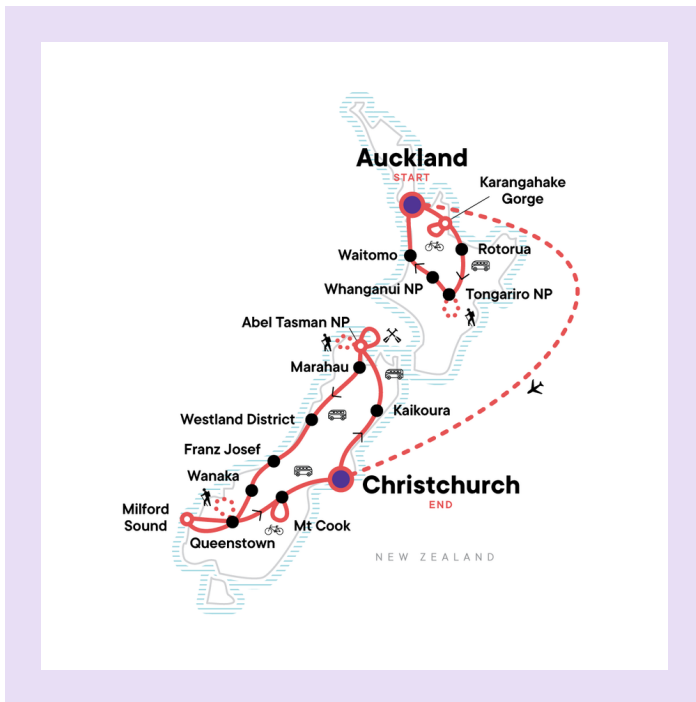 Auckland
START
Karangahake
Gorge
Waitomo
Rotorua
Whanganui NP
Tongariro NP
Abel Tasman NP
Marahau
Westland District
Kaikoura
Franz Josef
Wanaka
Christchurch
END
Milford
Sound
Mt Cook
Queenstown
NEW ZEALAND